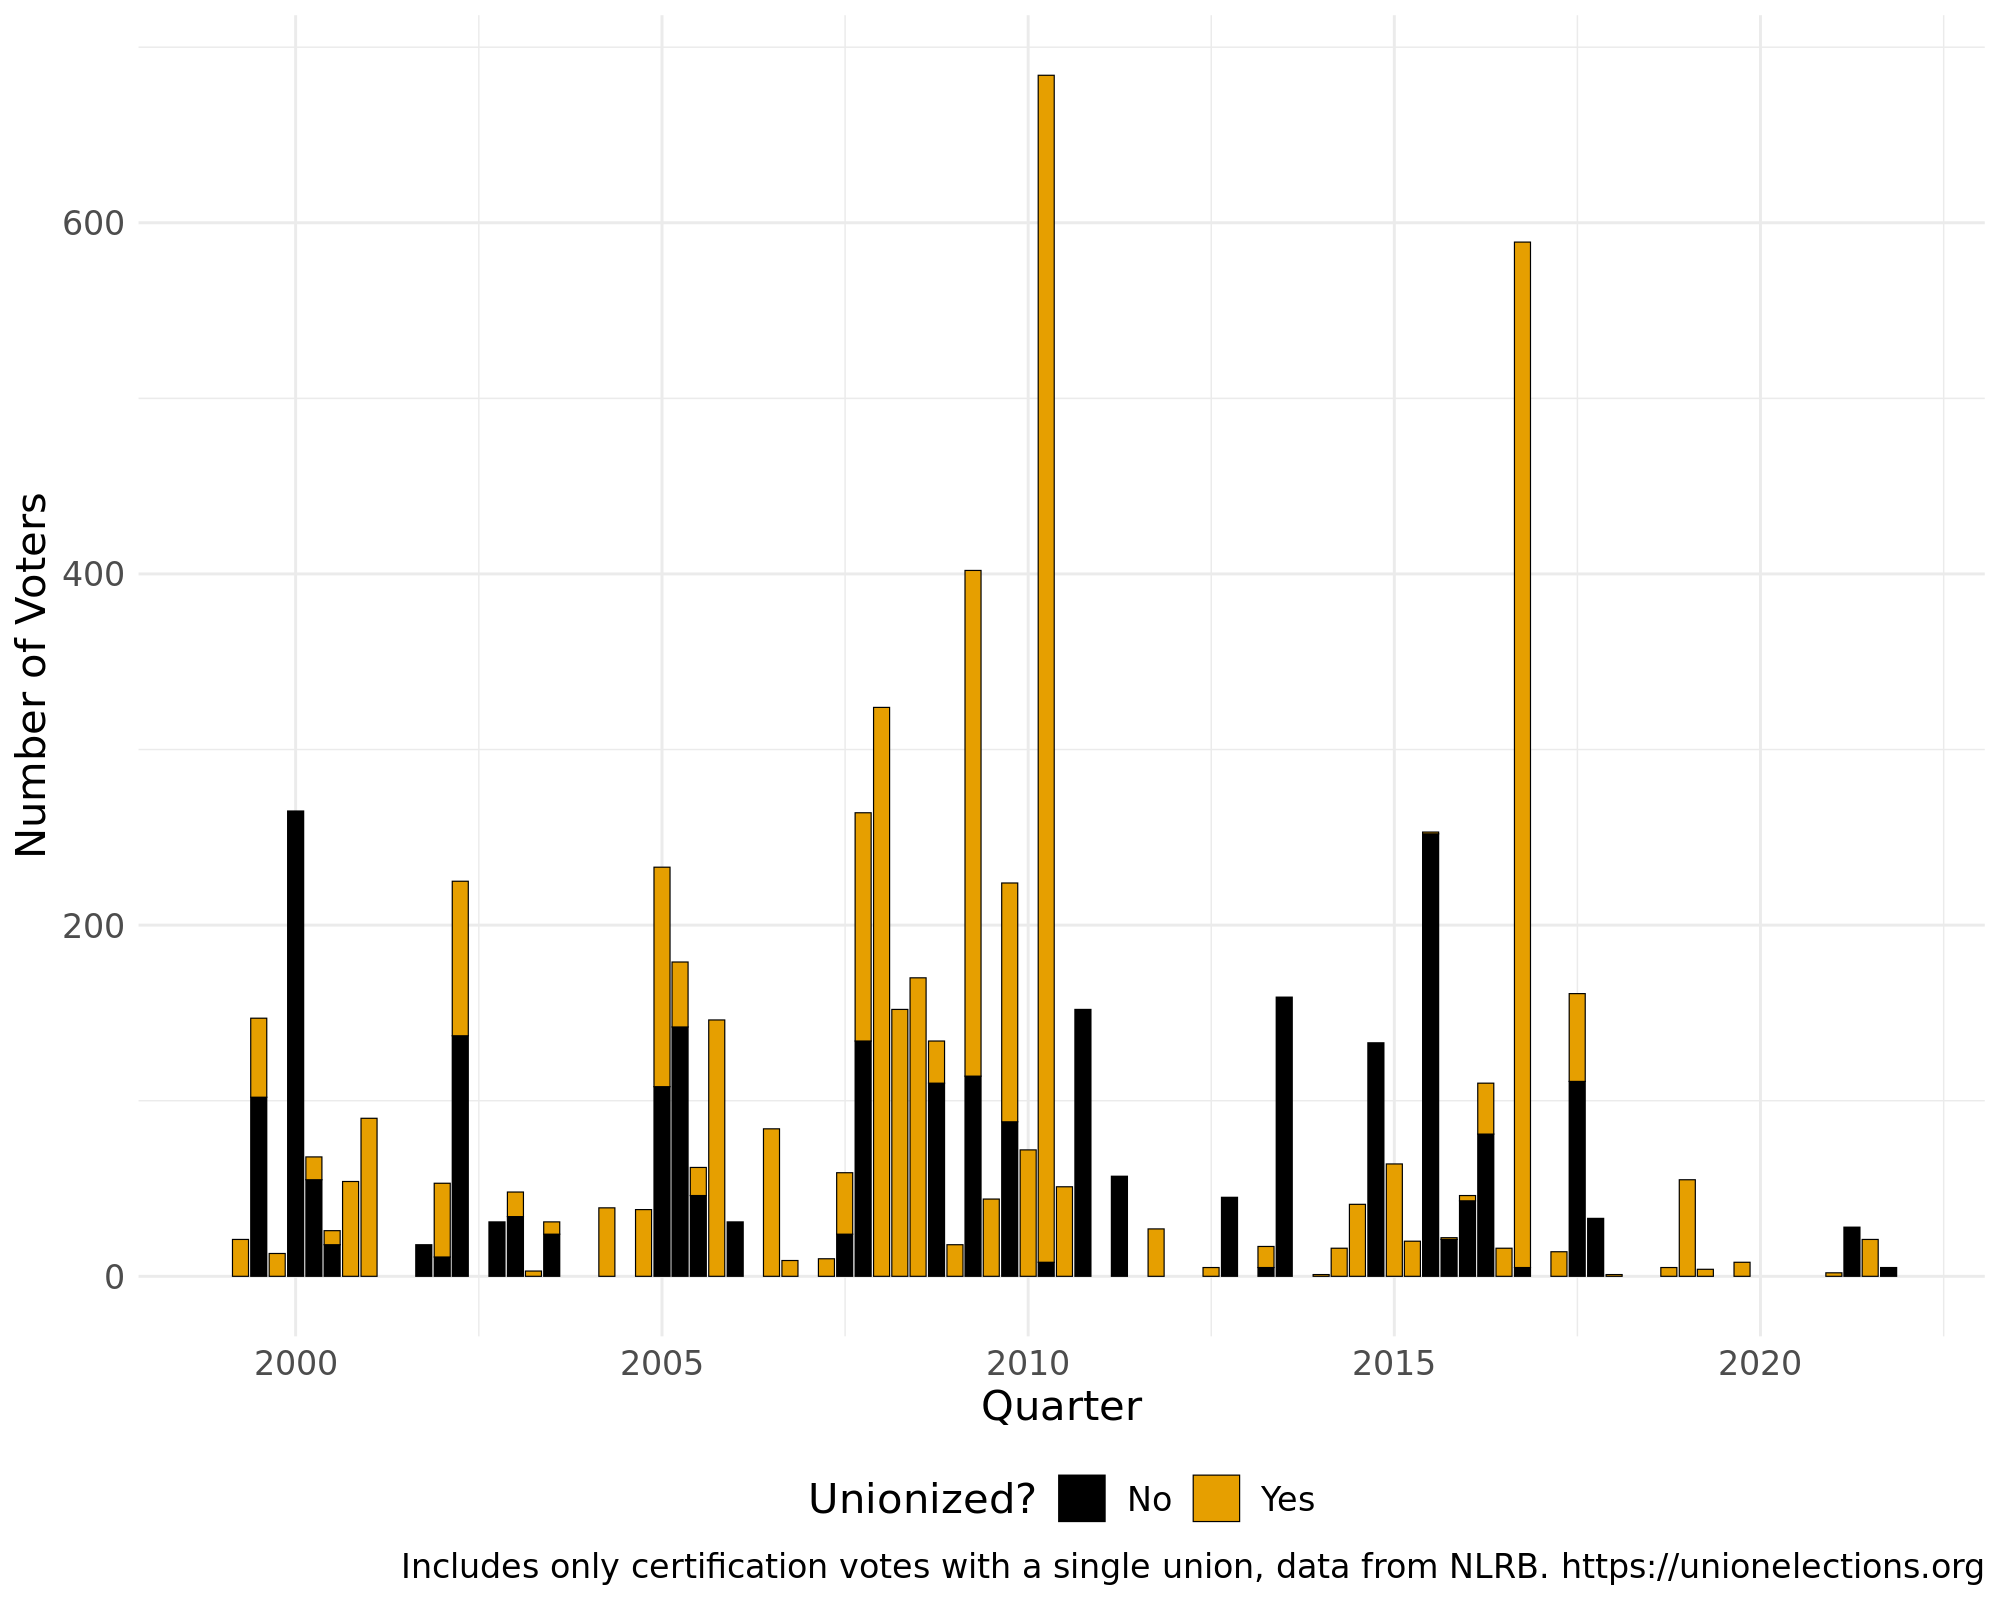 Number of Voters
600
400
200
0
2000 2005 2010 2015 2020
Quarter
Unionized? No Yes
Includes only certification votes with a single union, data from NLRB. https://unionelections.org